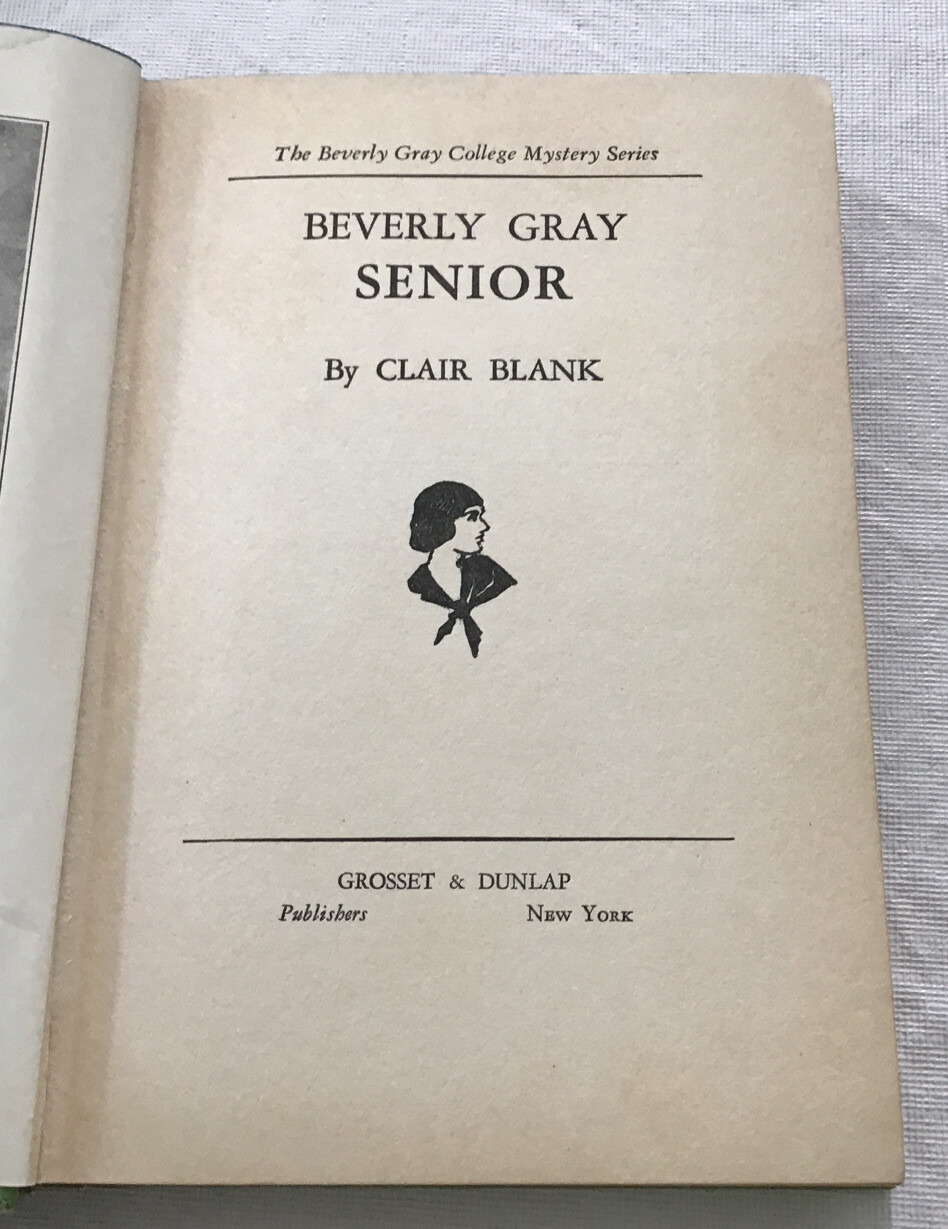 The Beverly Gray College Mystery Series
BEVERLY GRAY
SENIOR
By CLAIR BLANK
GROSSET & DUNLAP
Publishers New York